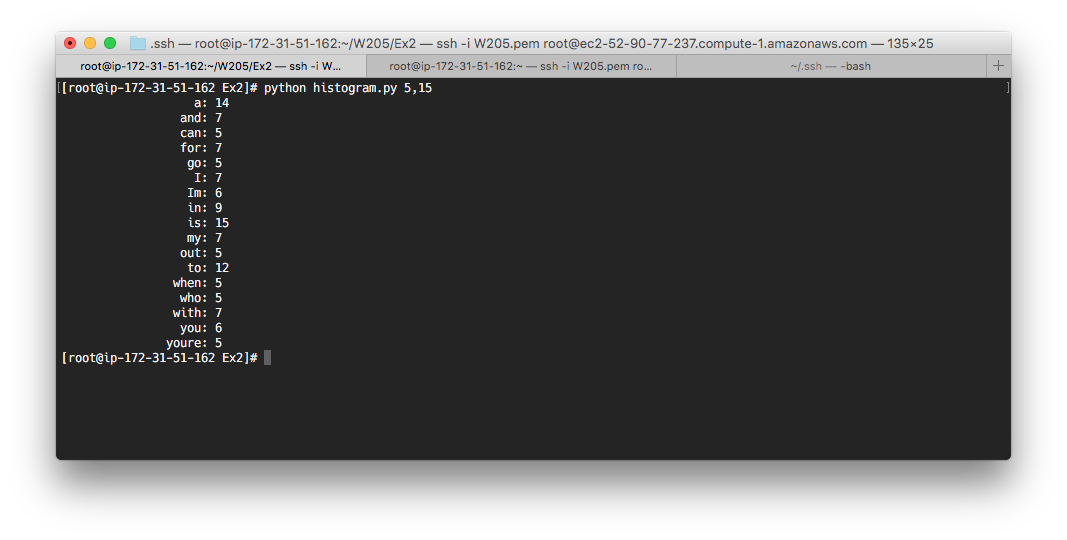 .ssh — root@ip-172-31-51-162:~/W205/Ex2 — ssh -i W205.pem root@ec2-52-90-77-237.compute-1.amazonaws.com — 135×25
root@ip-172-31-51-162:~/W205/Ex2 — ssh -i W... root@ip-172-31-51-162:~ — ssh -i W205.pem ro... ~/.ssh — -bash +
[[root@ip-172-31-51-162 Ex2]# python histogram.py 5,15 ]
a: 14
and: 7
can: 5
for: 7
go: 5
I: 7
Im: 6
in: 9
is: 15
my: 7
out: 5
to: 12
when: 5
who: 5
with: 7
you: 6
youre: 5
[root@ip-172-31-51-162 Ex2]#